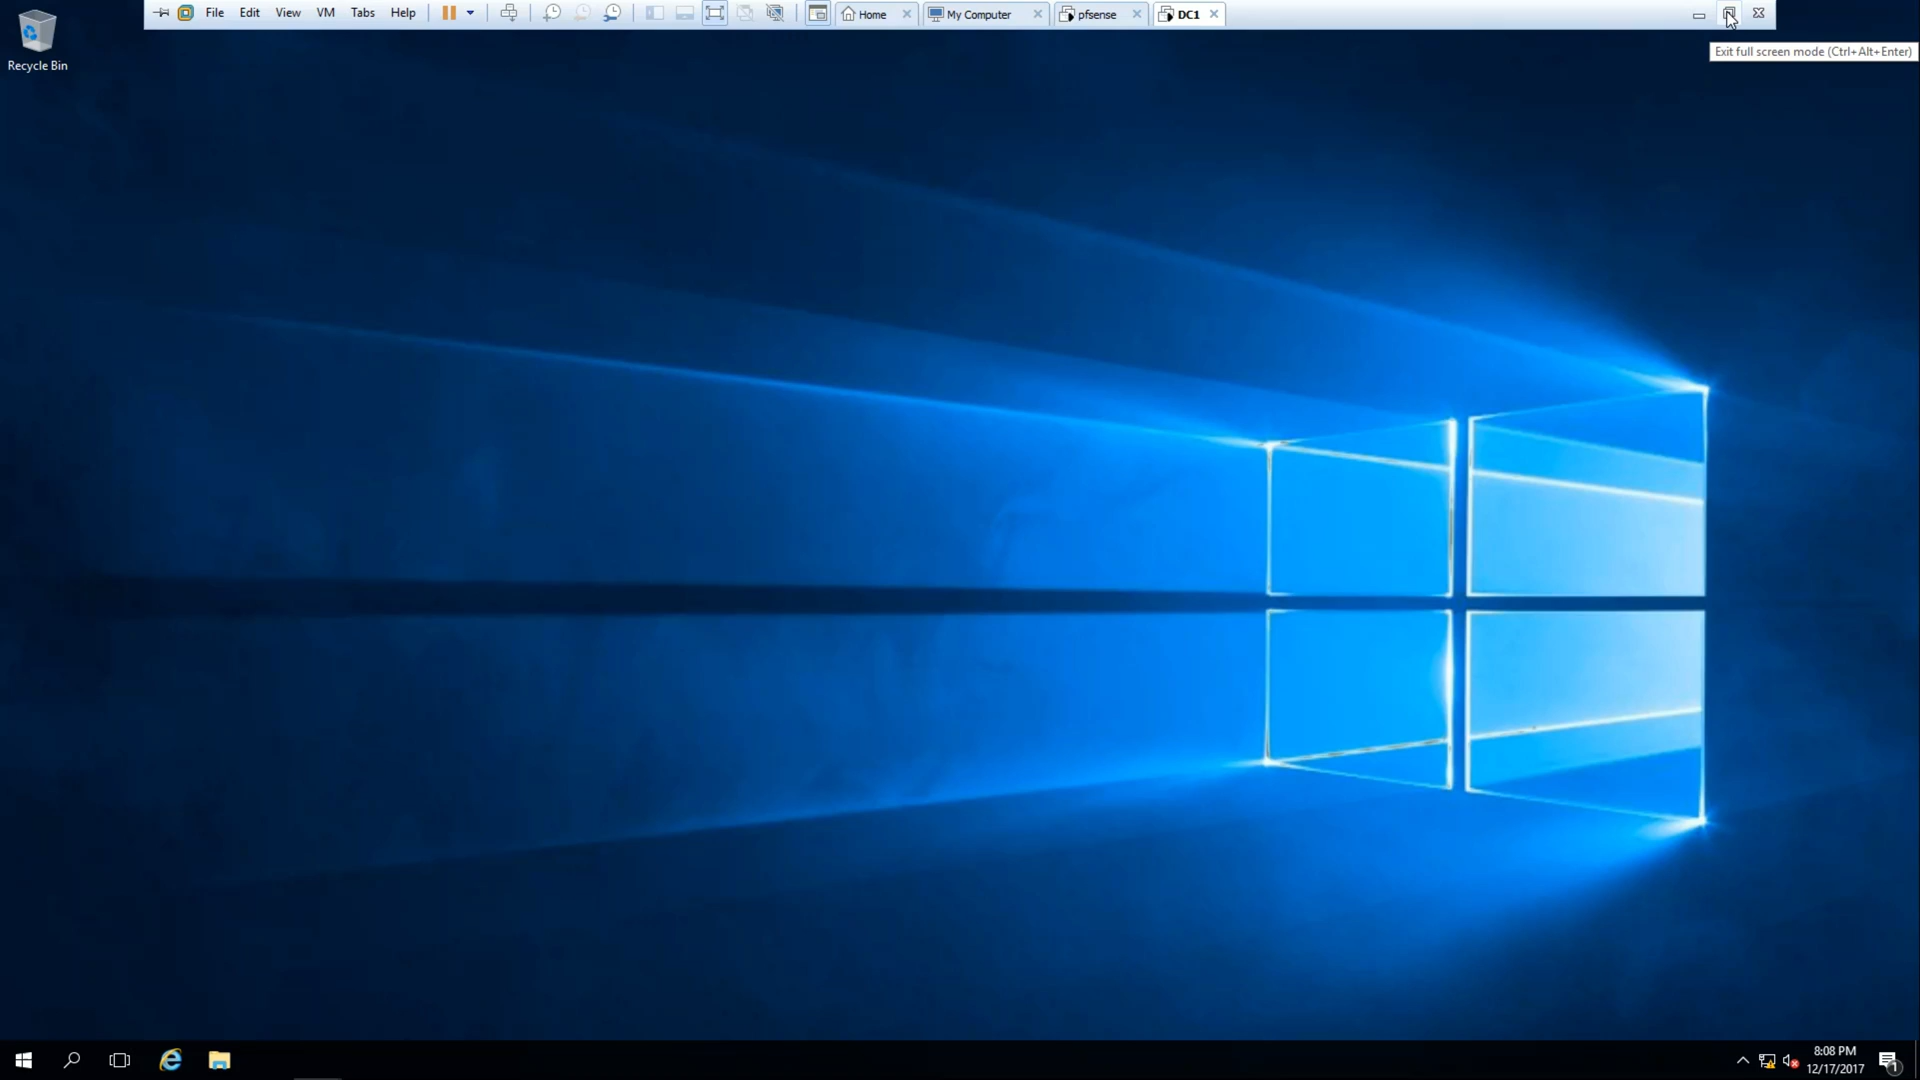 File Edit View VM Tabs Help Home My Computer pfsense DC1
Exit full screen mode (Ctrl+Alt+Enter)
Recycle Bin
8:08 PM
12/17/2017
1